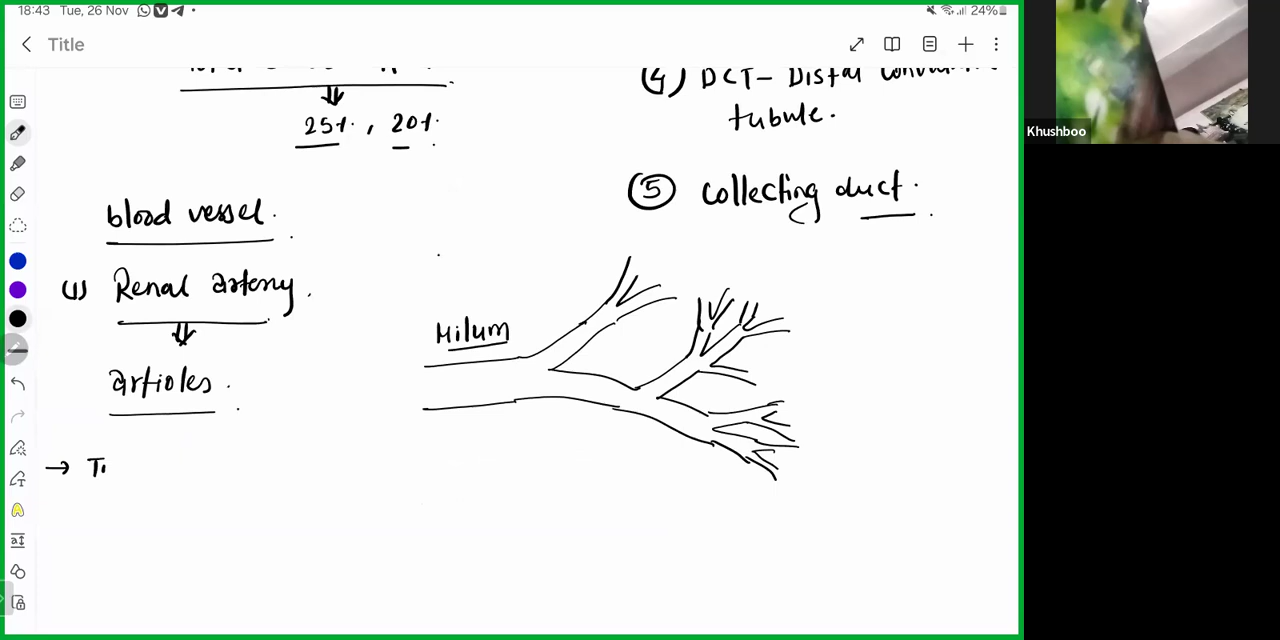 18:43 Tue, 26 Nov
24%
Title
25%. , 20%.
(4) DCT- Distal
tubule.
⑤ collecting duct.
blood vessel.
(1) Renal artery.
Hilum
artioles.
→ T
Khushboo